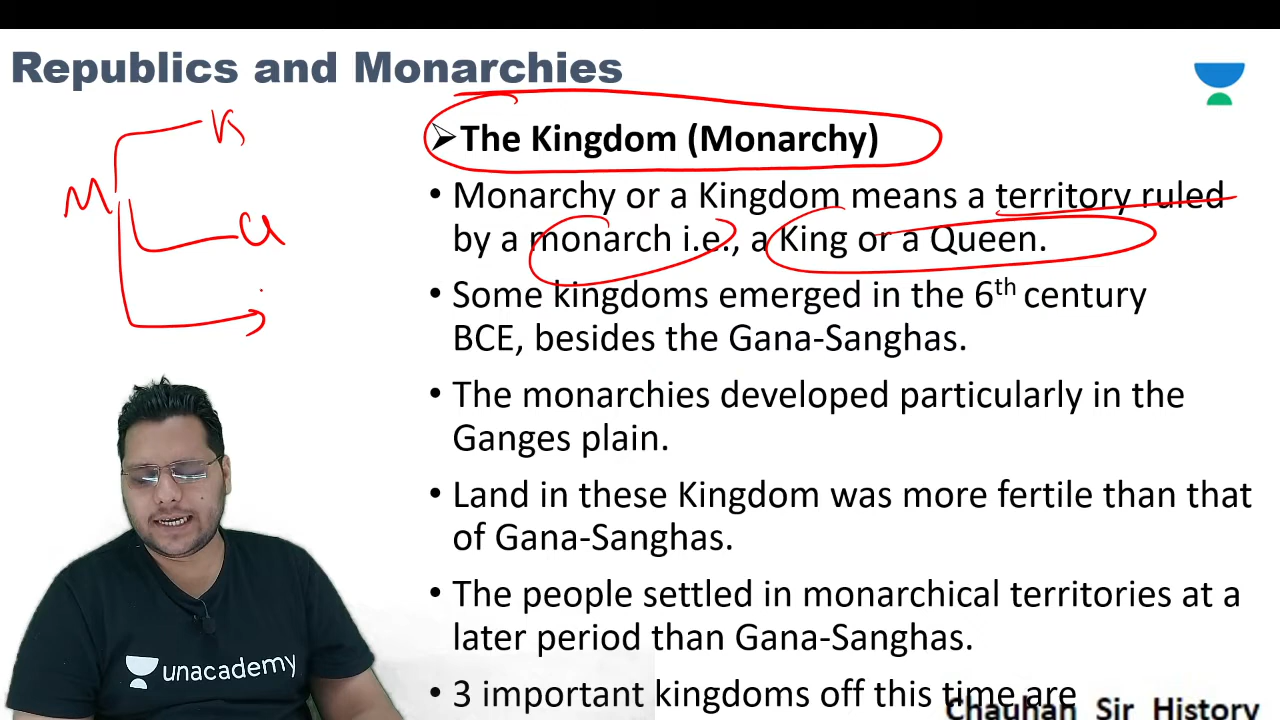 Republics and Monarchies
K
➢The Kingdom (Monarchy)
M
• Monarchy or a Kingdom means a territory ruled
by a monarch i.e., a King or a Queen.
• Some kingdoms emerged in the 6th century
BCE, besides the Gana-Sanghas.
• The monarchies developed particularly in the
Ganges plain.
• Land in these Kingdom was more fertile than that
of Gana-Sanghas.
• The people settled in monarchical territories at a
later period than Gana-Sanghas.
unacademy
• 3 important kingdoms off this time are
Chauhan Sir History